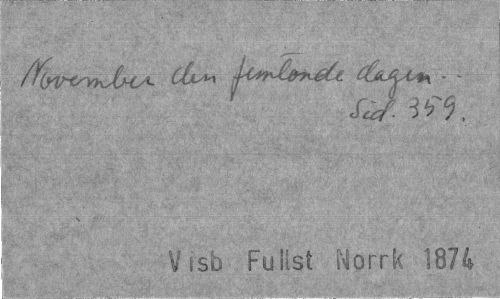 November den femtonde dagen..
Sid. 359.
Visb Fullst Norrk 1874